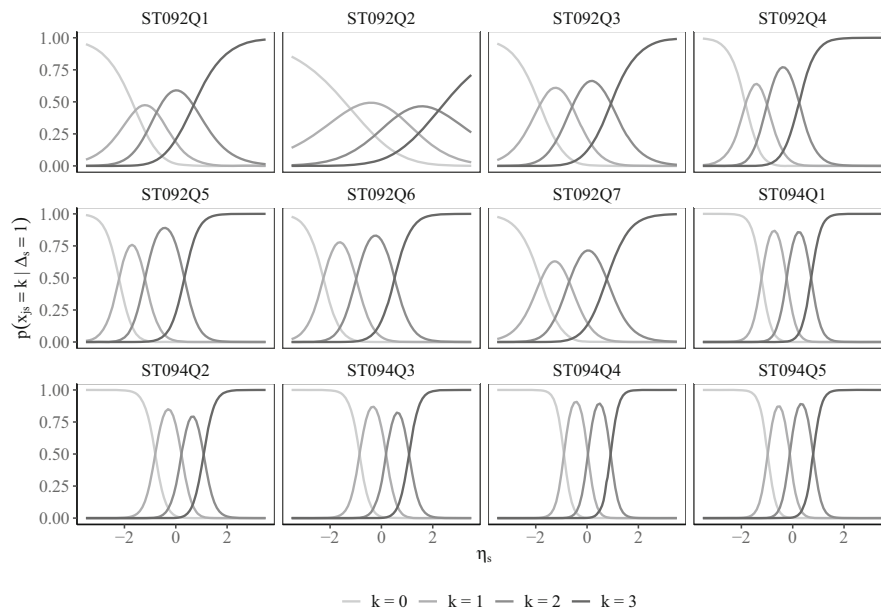 ST092Q1 ST092Q2 ST092Q3 ST092Q4
1.00
0.75
0.50
0.25
0.00
ST092Q5 ST092Q6 ST092Q7 ST094Q1
1.00
0.75
0.50
0.25
0.00
ST094Q2 ST094Q3 ST094Q4 ST094Q5
1.00
0.75
0.50
0.25
0.00
p(x_js = k | Δ_s = 1)
−2 0 2 −2 0 2 −2 0 2 −2 0 2
η_s
k = 0 k = 1 k = 2 k = 3